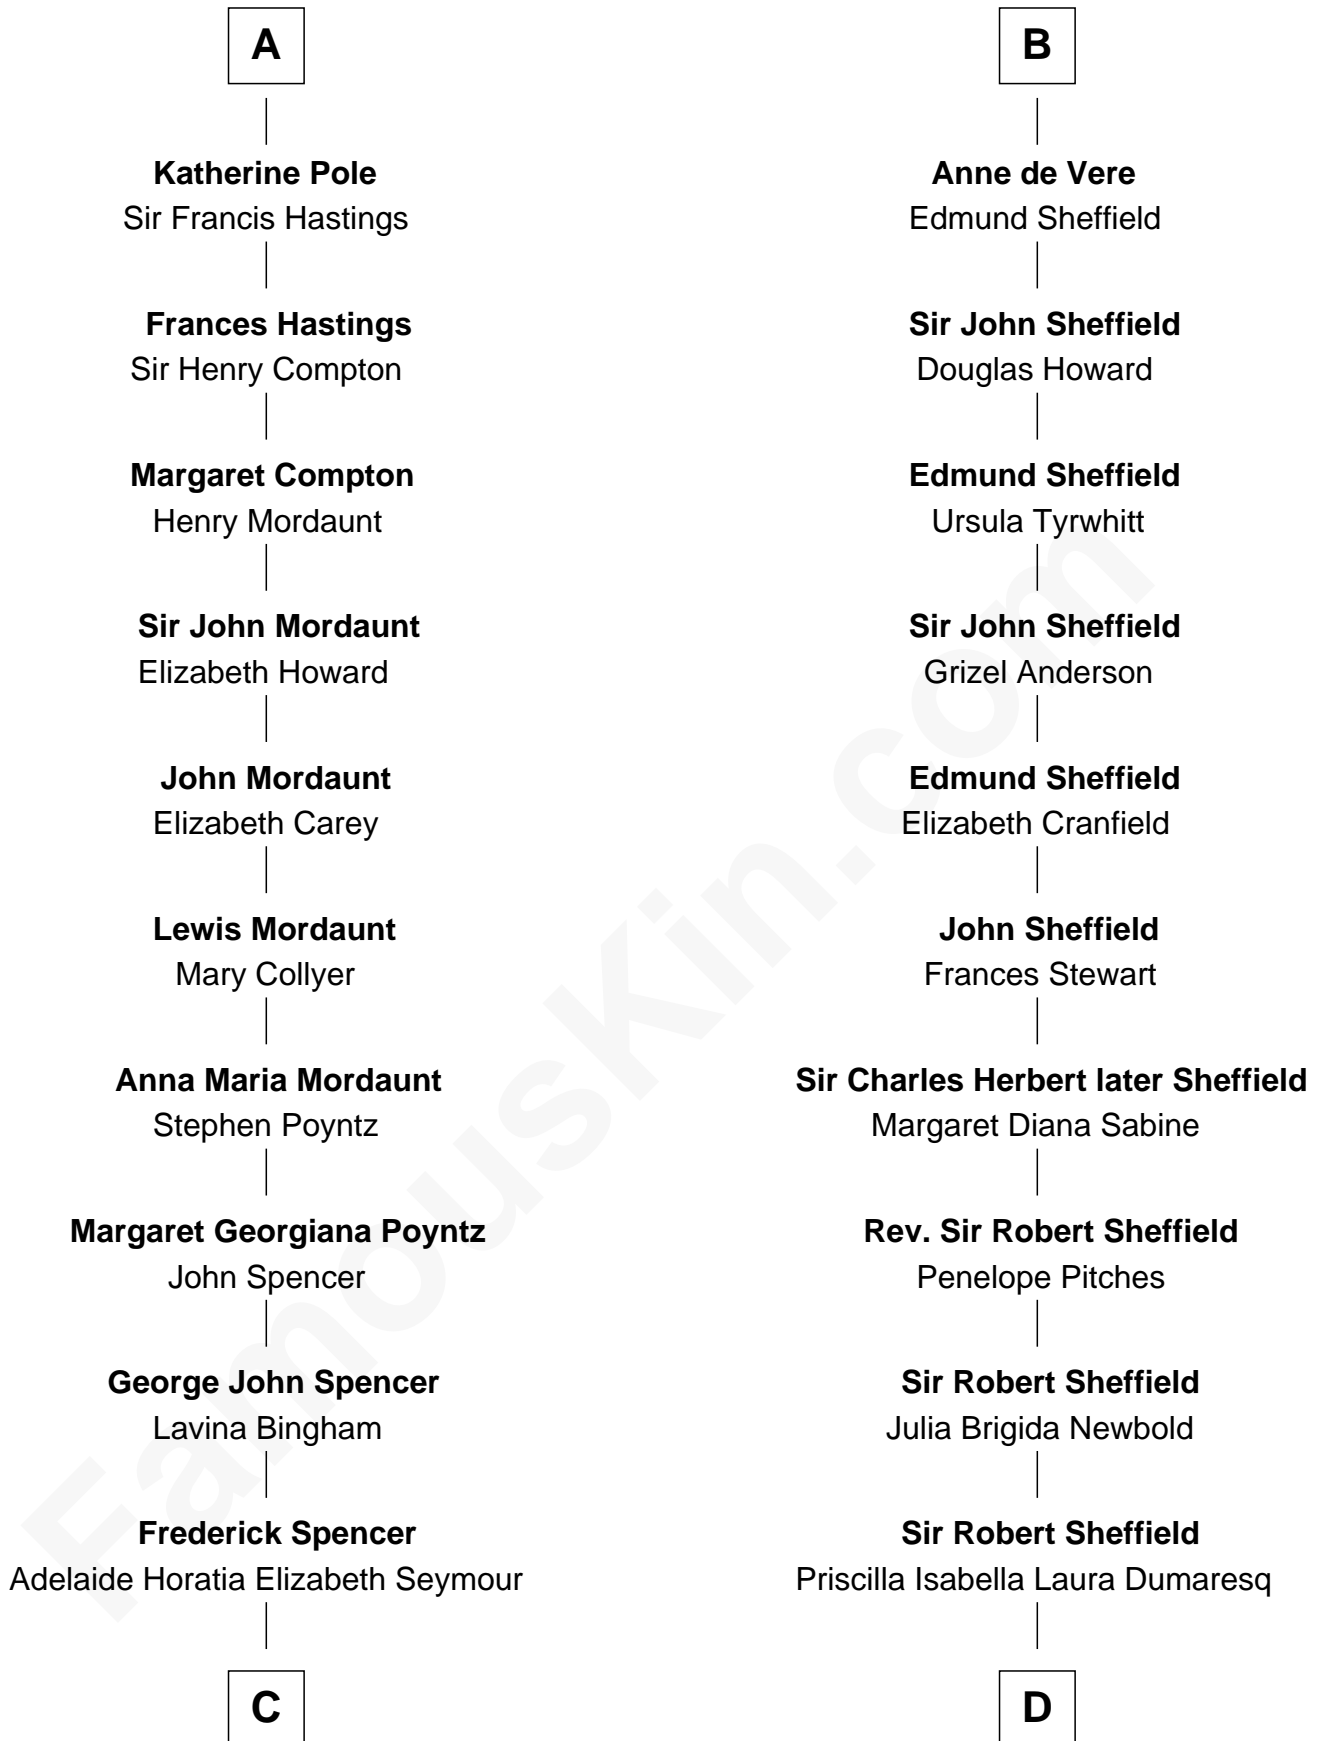 A
Katherine Pole
Sir Francis Hastings
Frances Hastings
Sir Henry Compton
Margaret Compton
Henry Mordaunt
Sir John Mordaunt
Elizabeth Howard
John Mordaunt
Elizabeth Carey
Lewis Mordaunt
Mary Collyer
Anna Maria Mordaunt
Stephen Poyntz
Margaret Georgiana Poyntz
John Spencer
George John Spencer
Lavina Bingham
Frederick Spencer
Adelaide Horatia Elizabeth Seymour
C
B
Anne de Vere
Edmund Sheffield
Sir John Sheffield
Douglas Howard
Edmund Sheffield
Ursula Tyrwhitt
Sir John Sheffield
Grizel Anderson
Edmund Sheffield
Elizabeth Cranfield
John Sheffield
Frances Stewart
Sir Charles Herbert later Sheffield
Margaret Diana Sabine
Rev. Sir Robert Sheffield
Penelope Pitches
Sir Robert Sheffield
Julia Brigida Newbold
Sir Robert Sheffield
Priscilla Isabella Laura Dumaresq
D
FamousKin.com